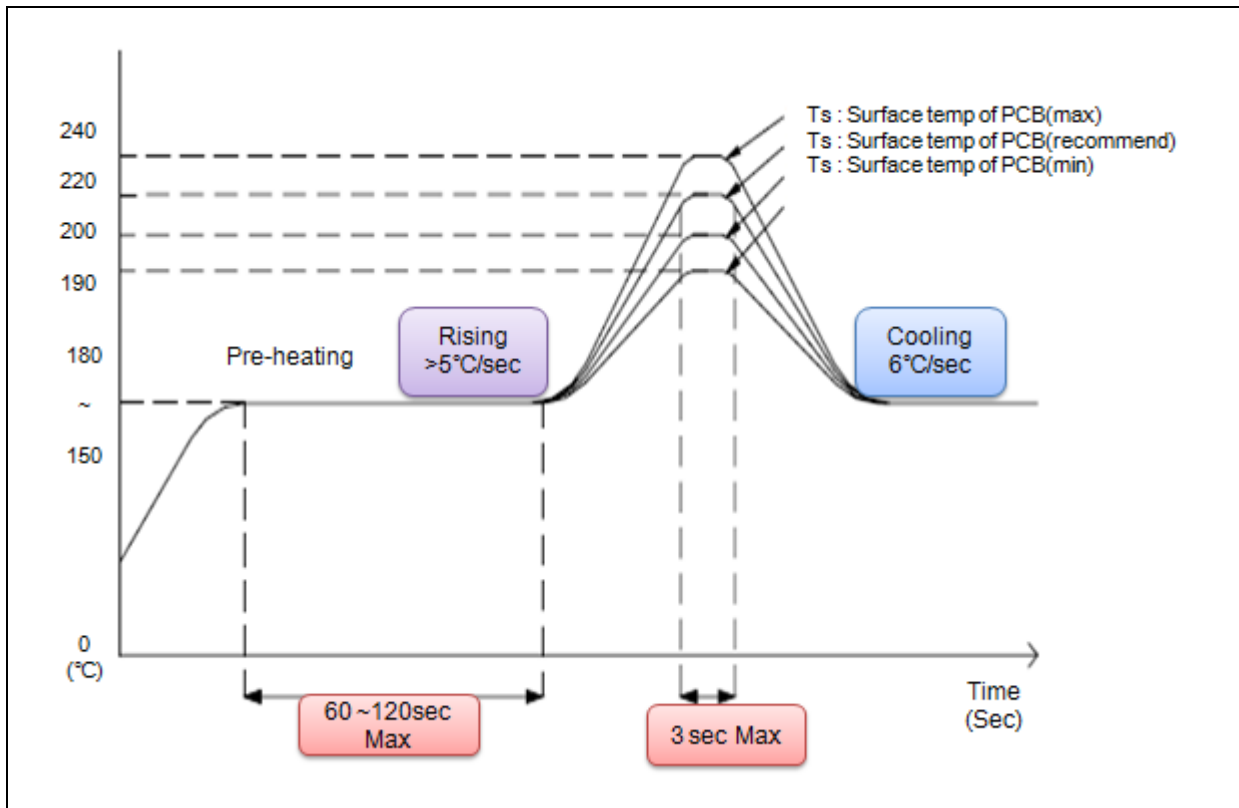 240
220
200
190
180
~
150
0
(℃)
Ts : Surface temp of PCB(max)
Ts : Surface temp of PCB(recommend)
Ts : Surface temp of PCB(min)
Pre-heating
Rising
>5℃/sec
Cooling
6℃/sec
60 ~120sec
Max
3 sec Max
Time
(Sec)